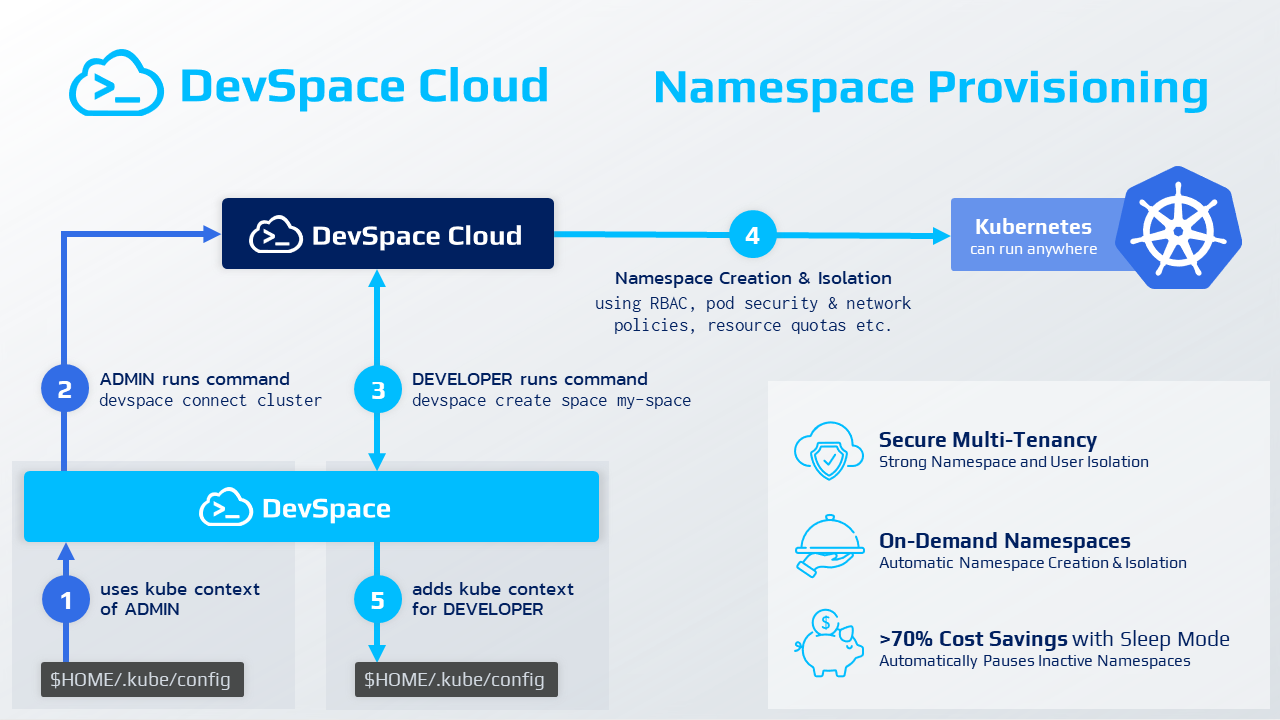 DevSpace Cloud
Namespace Provisioning
DevSpace Cloud
4
Kubernetes
can run anywhere
Namespace Creation & Isolation
using RBAC, pod security & network
policies, resource quotas etc.
2
ADMIN runs command
devspace connect cluster
3
DEVELOPER runs command
devspace create space my-space
DevSpace
1
uses kube context
of ADMIN
5
adds kube context
for DEVELOPER
$HOME/.kube/config
$HOME/.kube/config
Secure Multi-Tenancy
Strong Namespace and User Isolation
On-Demand Namespaces
Automatic Namespace Creation & Isolation
$
>70% Cost Savings with Sleep Mode
Automatically Pauses Inactive Namespaces